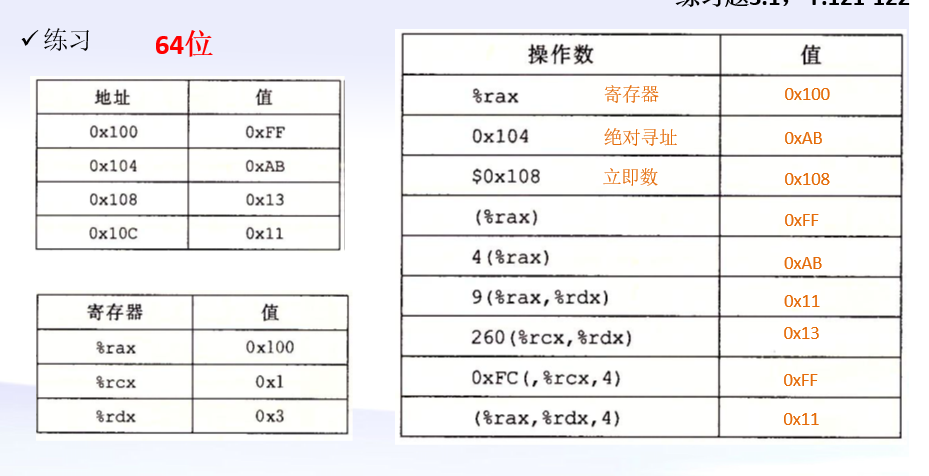 练习题3.1, P.121-122
✓练习 64位
地址 值
0x100 0xFF
0x104 0xAB
0x108 0x13
0x10C 0x11
寄存器 值
%rax 0x100
%rcx 0x1
%rdx 0x3
操作数 值
%rax 寄存器 0x100
0x104 绝对寻址 0xAB
$0x108 立即数 0x108
(%rax) 0xFF
4(%rax) 0xAB
9(%rax,%rdx) 0x11
260(%rcx,%rdx) 0x13
0xFC(,%rcx,4) 0xFF
(%rax,%rdx,4) 0x11